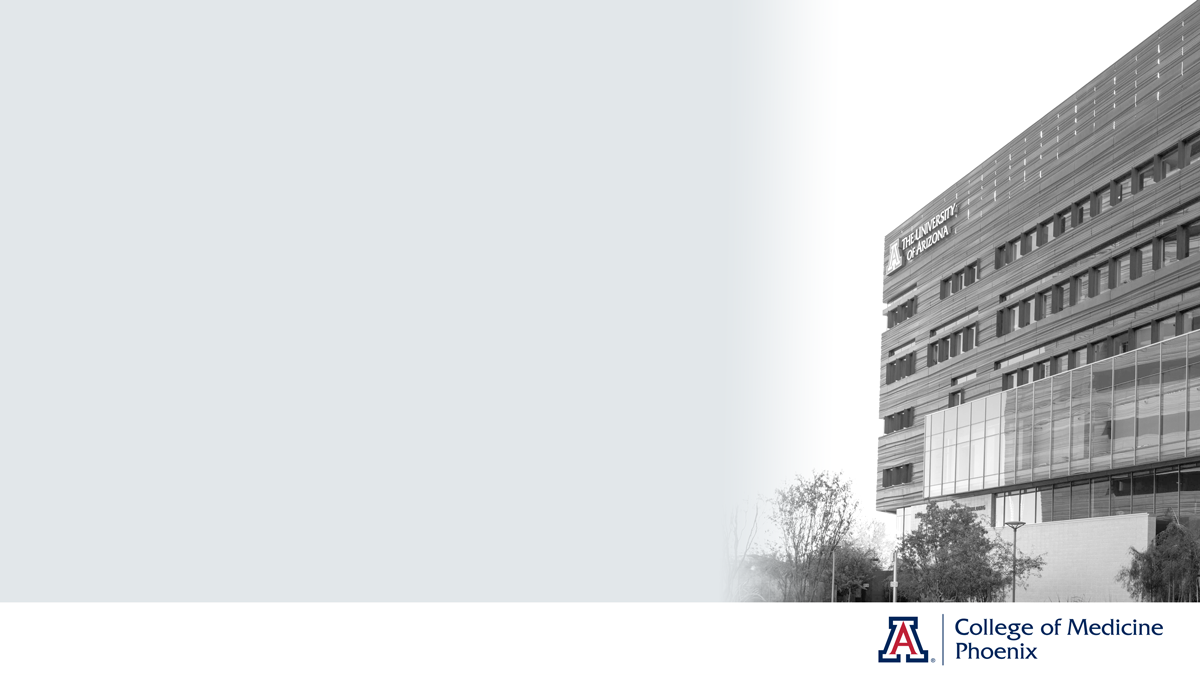 THE UNIVERSITY
OF ARIZONA
A
College of Medicine
Phoenix